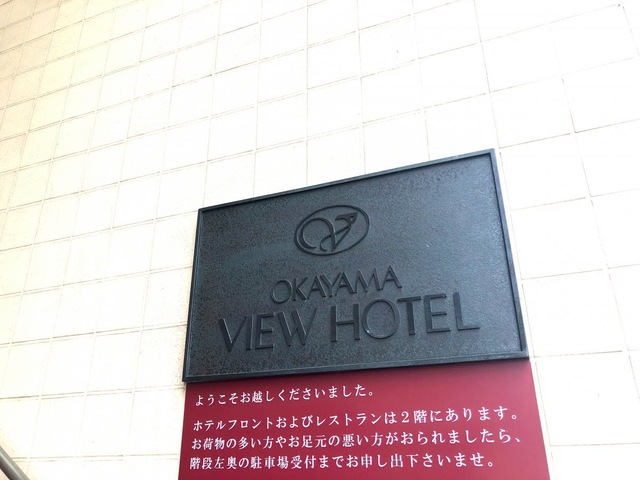 OKAYAMA
VIEW HOTEL
ようこそお越しくださいました。
ホテルフロントおよびレストランは2階にあります。
お荷物の多い方やお足元の悪い方がおられましたら、
階段左奥の駐車場受付までお申し出下さいませ。